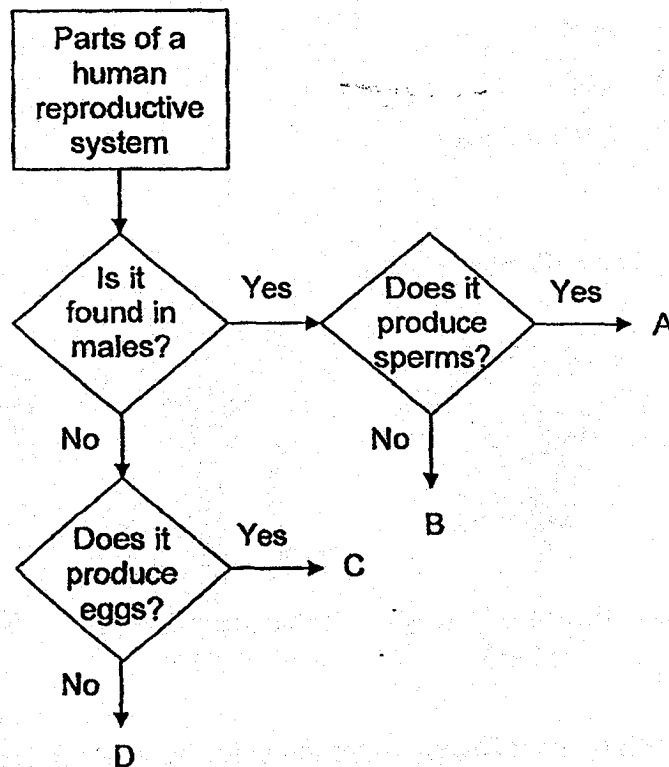 Parts of a
human
reproductive
system
Is it
found in
males?
Yes
Does it
produce
sperms?
Yes
A
No
No
B
Does it
produce
eggs?
Yes
C
No
D